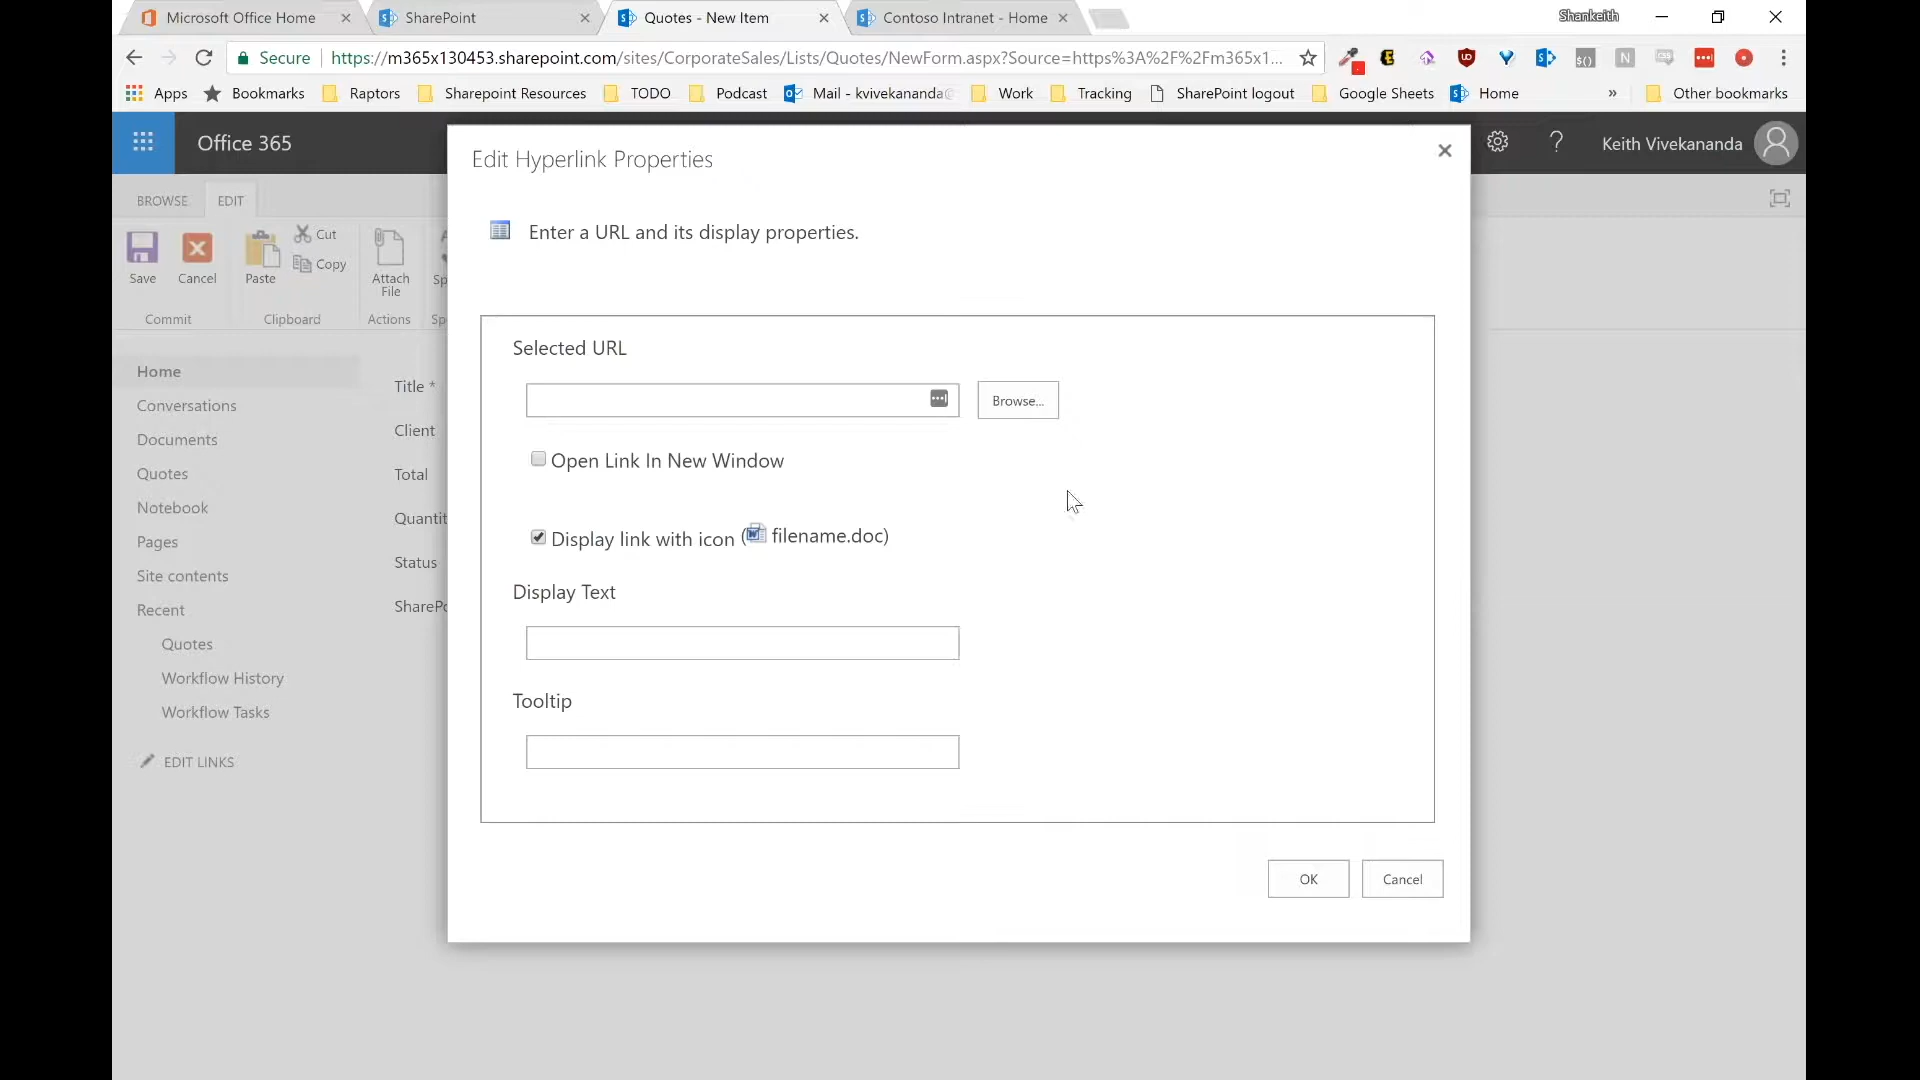 Microsoft Office Home
SharePoint
Quotes - New Item
Contoso Intranet - Home
Shankeith
Secure
https://m365x130453.sharepoint.com/sites/CorporateSales/Lists/Quotes/NewForm.aspx?Source=https%3A%2F%2Fm365x1...
Apps
Bookmarks
Raptors
Sharepoint Resources
TODO
Podcast
Mail - kvivekananda@
Work
Tracking
SharePoint logout
Google Sheets
Home
»
Other bookmarks
Office 365
?
Keith Vivekananda
BROWSE
EDIT
Save
Cancel
Paste
Cut
Copy
Attach
File
Sp
Commit
Clipboard
Actions
Sp
Home
Conversations
Documents
Quotes
Notebook
Pages
Site contents
Recent
Quotes
Workflow History
Workflow Tasks
EDIT LINKS
Title *
Client
Total
Quantit
Status
SharePo
Edit Hyperlink Properties
Enter a URL and its display properties.
Selected URL
Browse...
Open Link In New Window
Display link with icon (filename.doc)
Display Text
Tooltip
OK
Cancel